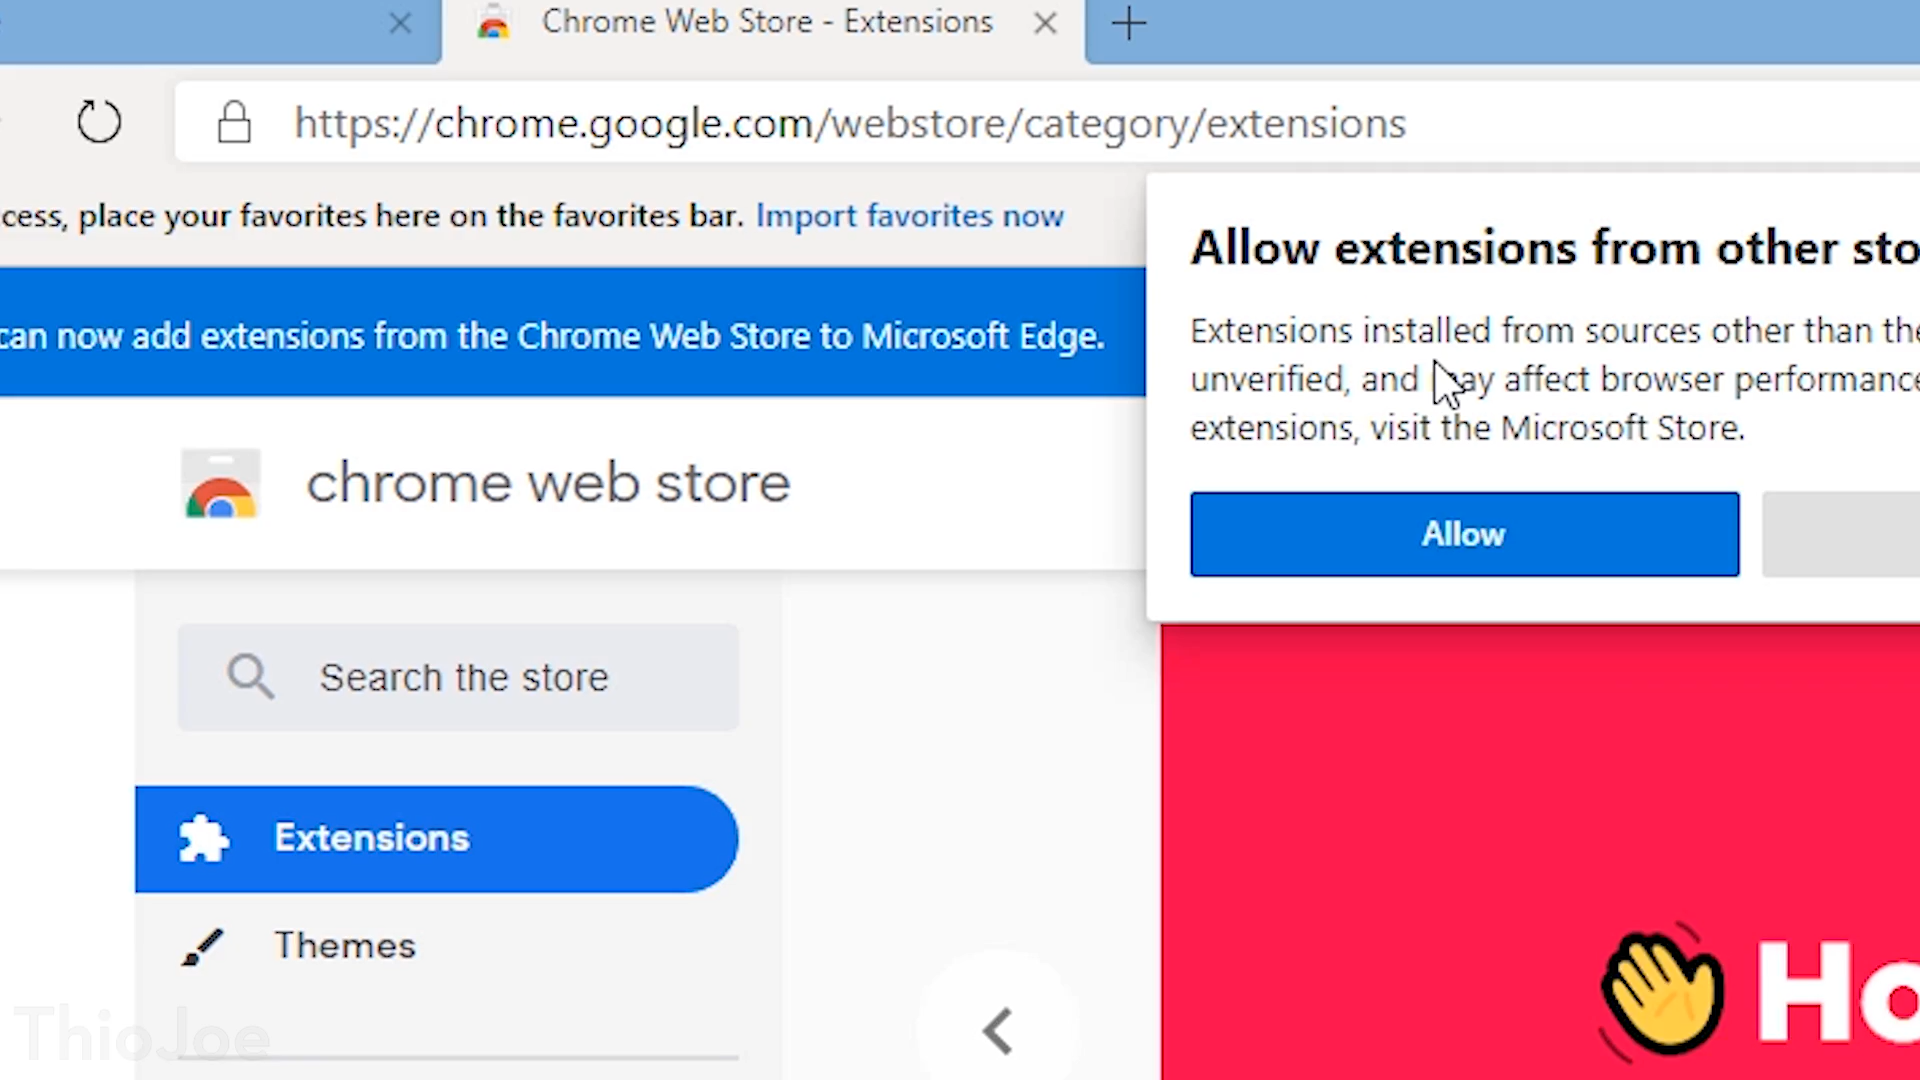 Chrome Web Store - Extensions
https://chrome.google.com/webstore/category/extensions
cess, place your favorites here on the favorites bar. Import favorites now
can now add extensions from the Chrome Web Store to Microsoft Edge.
Allow extensions from other sto
Extensions installed from sources other than the
unverified, and may affect browser performance
extensions, visit the Microsoft Store.
Allow
chrome web store
Search the store
Extensions
Themes
Ho
ThioJoe